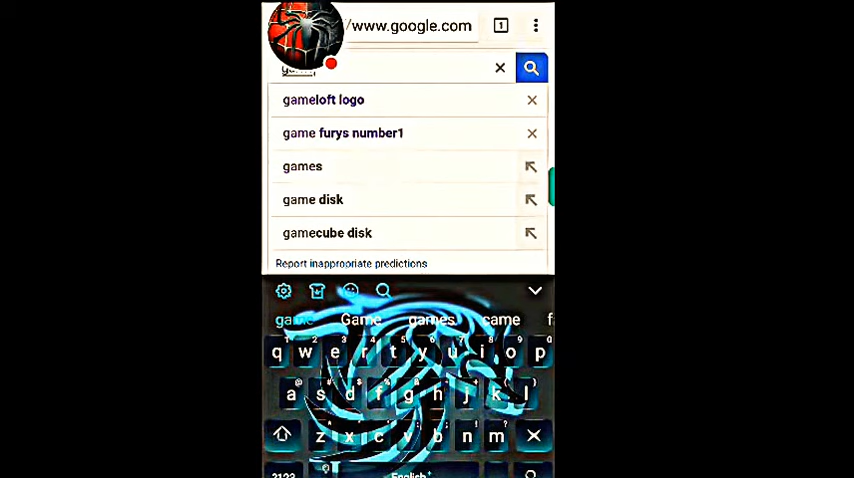 /www.google.com
1
gameloft logo
game furys number1
games
game disk
gamecube disk
Report inappropriate predictions
game Game games came f
q w e r t y u i o p
a s d f g h j k l
z x c v b n m
English